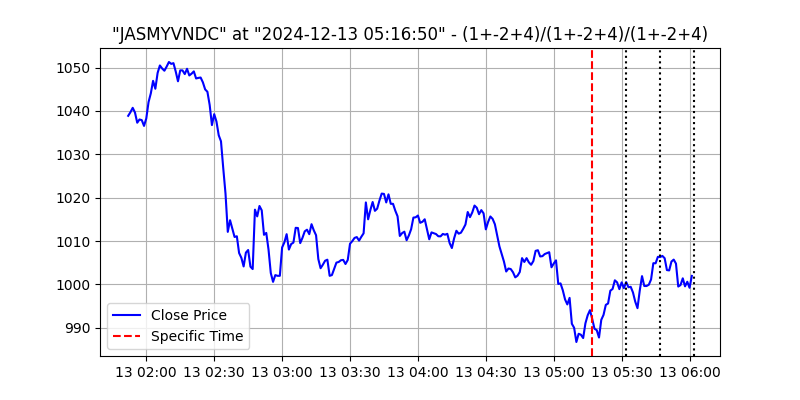 "JASMYVNDC" at "2024-12-13 05:16:50" - (1+-2+4)/(1+-2+4)/(1+-2+4)
1050
1040
1030
1020
1010
1000
990
Close Price
Specific Time
13 02:00 13 02:30 13 03:00 13 03:30 13 04:00 13 04:30 13 05:00 13 05:30 13 06:00